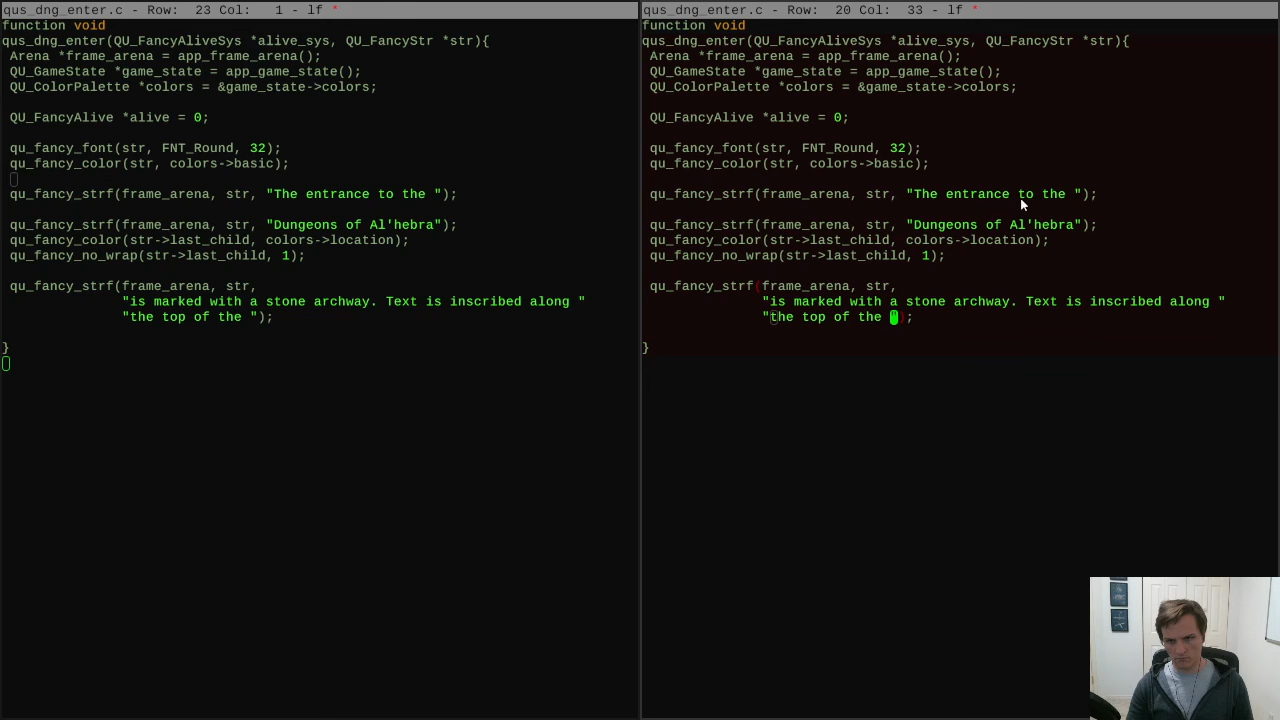 qus_dng_enter.c - Row:  23 Col:   1 - lf *
function void
qus_dng_enter(QU_FancyAliveSys *alive_sys, QU_FancyStr *str){
 Arena *frame_arena = app_frame_arena();
 QU_GameState *game_state = app_game_state();
 QU_ColorPalette *colors = &game_state->colors;
 QU_FancyAlive *alive = 0;
 qu_fancy_font(str, FNT_Round, 32);
 qu_fancy_color(str, colors->basic);
 qu_fancy_strf(frame_arena, str, "The entrance to the ");
 qu_fancy_strf(frame_arena, str, "Dungeons of Al'hebra");
 qu_fancy_color(str->last_child, colors->location);
 qu_fancy_no_wrap(str->last_child, 1);
 qu_fancy_strf(frame_arena, str,
               "is marked with a stone archway. Text is inscribed along "
               "the top of the ");
}
qus_dng_enter.c - Row:  20 Col:  33 - lf *
function void
qus_dng_enter(QU_FancyAliveSys *alive_sys, QU_FancyStr *str){
 Arena *frame_arena = app_frame_arena();
 QU_GameState *game_state = app_game_state();
 QU_ColorPalette *colors = &game_state->colors;
 QU_FancyAlive *alive = 0;
 qu_fancy_font(str, FNT_Round, 32);
 qu_fancy_color(str, colors->basic);
 qu_fancy_strf(frame_arena, str, "The entrance to the ");
 qu_fancy_strf(frame_arena, str, "Dungeons of Al'hebra");
 qu_fancy_color(str->last_child, colors->location);
 qu_fancy_no_wrap(str->last_child, 1);
 qu_fancy_strf(frame_arena, str,
               "is marked with a stone archway. Text is inscribed along "
               "the top of the ");
}